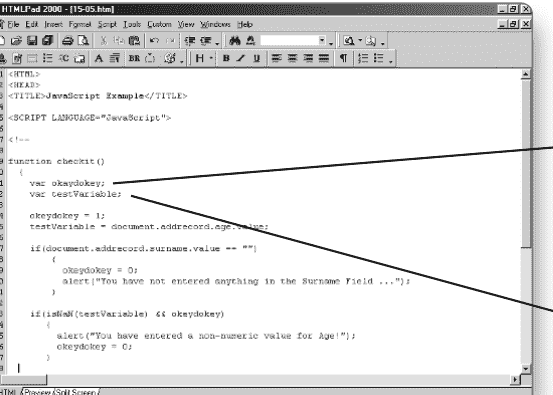 HTMLPad 2000 - [15-05.htm]
File Edit Insert Format Script Tools Custom View Windows Help
<HTML>
<HEAD>
<TITLE>JavaScript Example</TITLE>
<SCRIPT LANGUAGE="JavaScript">
<!--
function checkit()
{
var okaydokey;
var testVariable;
okeydokey = 1;
testVariable = document.addrecord.age.value;
if(document.addrecord.surname.value == "")
{
okeydokey = 0;
alert("You have not entered anything in the Surname Field ...");
}
if(isNaN(testVariable) && okeydokey)
{
alert("You have entered a non-numeric value for Age!");
okeydokey = 0;
}
HTML Preview Split Screen